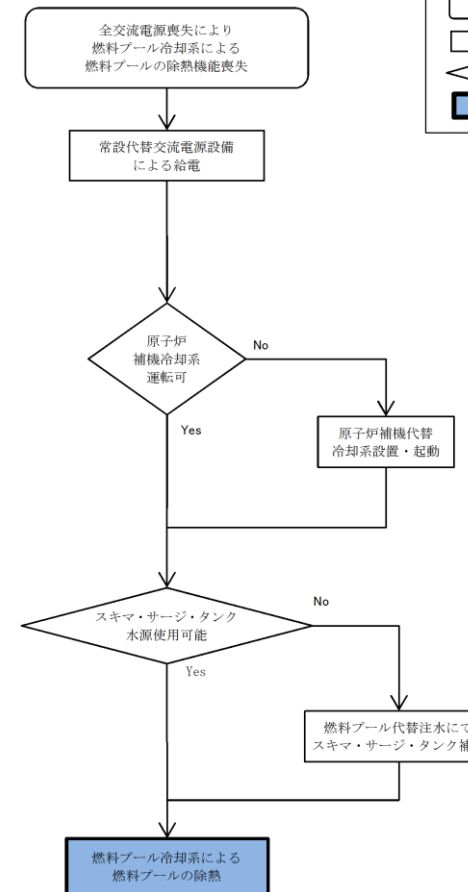 全交流電源喪失により
燃料プール冷却系による
燃料プールの除熱機能喪失
常設代替交流電源設備
による給電
原子炉
補機冷却系
運転可
No
Yes
原子炉補機代替
冷却系設置・起動
スキマ・サージ・タンク
水源使用可能
No
Yes
燃料プール代替注水にて
スキマ・サージ・タンク補
燃料プール冷却系による
燃料プールの除熱